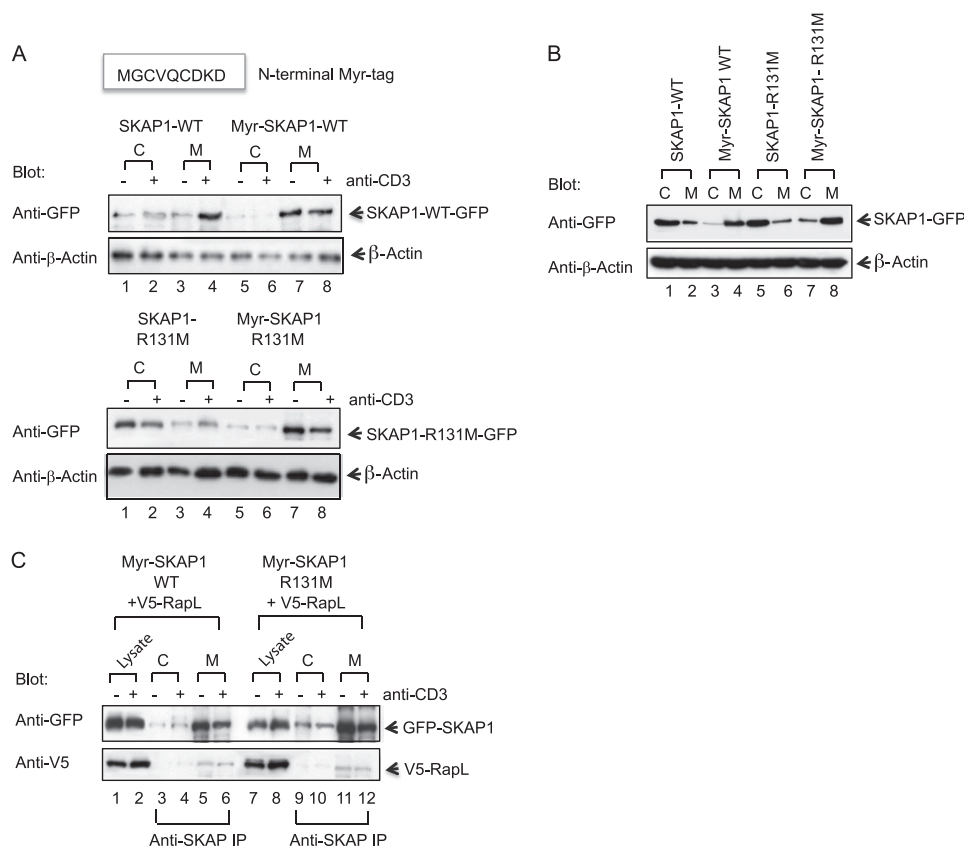 A
MGCVQCDKD N-terminal Myr-tag
SKAP1-WT Myr-SKAP1-WT
C M C M
Blot: - + - + - + - + anti-CD3
Anti-GFP SKAP1-WT-GFP
Anti-β-Actin β-Actin
1 2 3 4 5 6 7 8
SKAP1-
R131M
Myr-SKAP1
R131M
C M C M
- + - + - + - + anti-CD3
Anti-GFP SKAP1-R131M-GFP
Anti-β-Actin β-Actin
1 2 3 4 5 6 7 8
B
SKAP1-WT
Myr-SKAP1 WT
SKAP1-R131M
Myr-SKAP1- R131M
Blot: C M C M C M C M
Anti-GFP SKAP1-GFP
Anti-β-Actin β-Actin
1 2 3 4 5 6 7 8
C
Myr-SKAP1
WT
+V5-RapL
Myr-SKAP1
R131M
+ V5-RapL
Lysate C M Lysate C M
Blot: - + - + - + - + - + - + anti-CD3
Anti-GFP GFP-SKAP1
Anti-V5 V5-RapL
1 2 3 4 5 6 7 8 9 10 11 12
Anti-SKAP IP Anti-SKAP IP